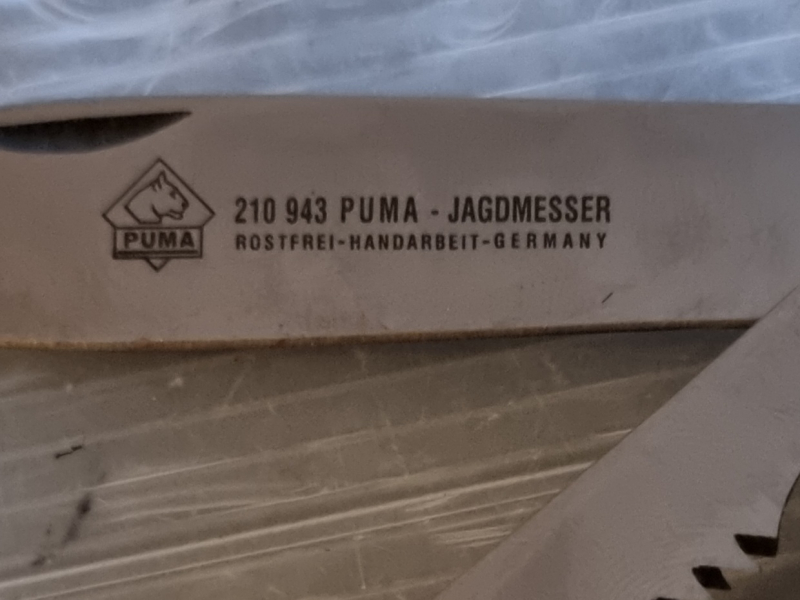 PUMA
210 943 PUMA - JAGDMESSER
ROSTFREI-HANDARBEIT-GERMANY